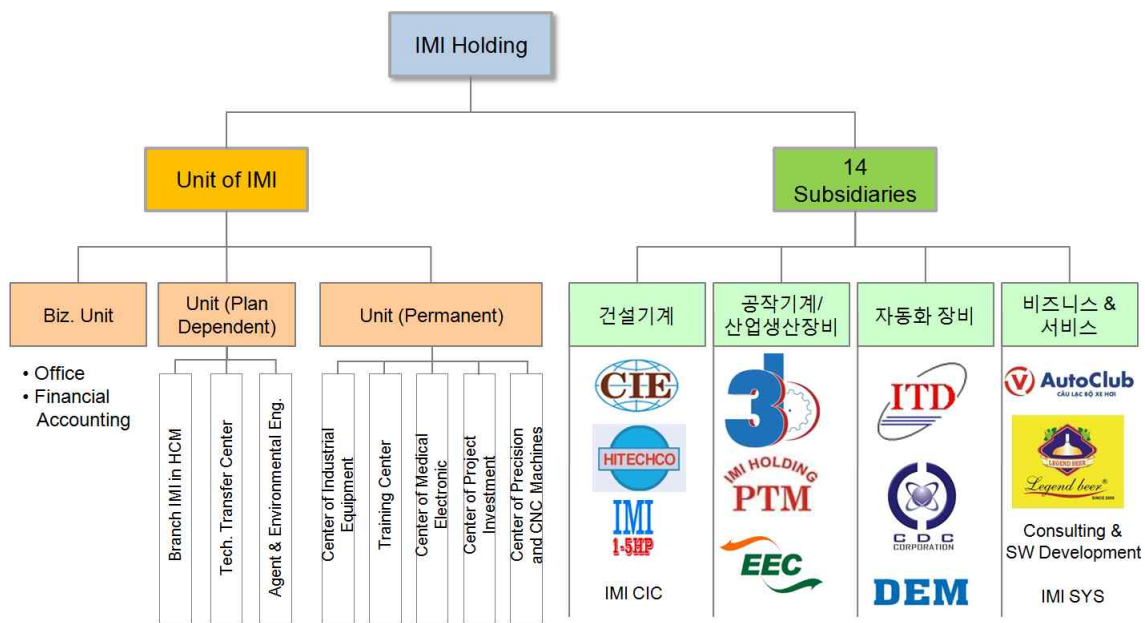 IMI Holding
Unit of IMI
14
Subsidiaries
Biz. Unit
Unit (Plan
Dependent)
Unit (Permanent)
건설기계
공작기계/
산업생산장비
자동화 장비
비즈니스 &
서비스
• Office
• Financial
Accounting
Branch IMI in HCM
Tech. Transfer Center
Agent & Environmental Eng.
Center of Industrial
Equipment
Training Center
Center of Medical
Electronic
Center of Project
Investment
Center of Precision
and CNC Machines
CIE
HITECHCO
IMI
1-5HP
IMI CIC
3b
IMI HOLDING
PTM
EEC
ITD
CDC
CORPORATION
DEM
V AutoClub
CÂU LẠC BỘ XE HƠI
LEGEND BEER
Legend beer®
Consulting &
SW Development
IMI SYS